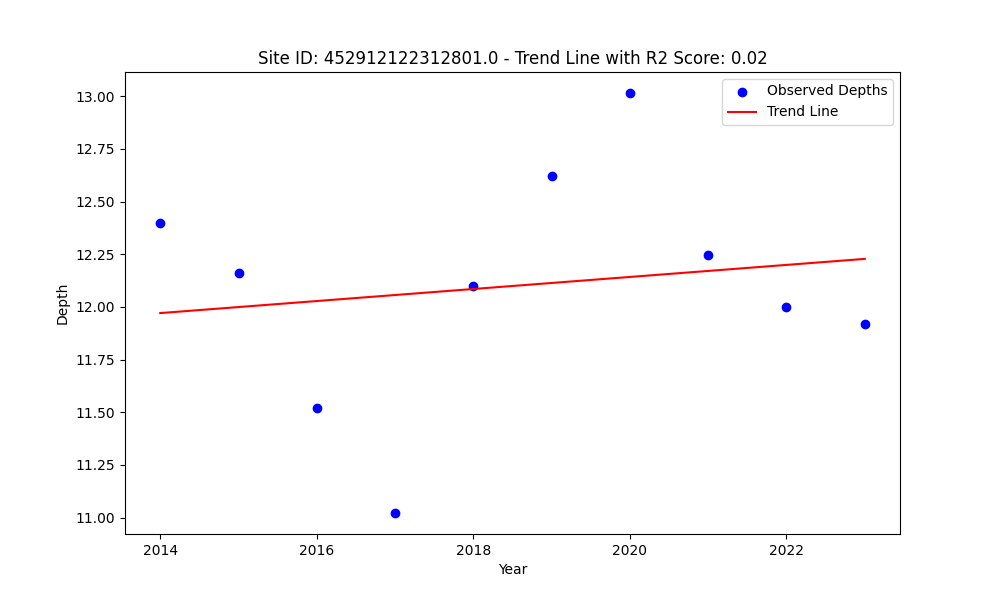 Site ID: 452912122312801.0 - Trend Line with R2 Score: 0.02
Observed Depths
Trend Line
Depth
13.00
12.75
12.50
12.25
12.00
11.75
11.50
11.25
11.00
2014
2016
2018
2020
2022
Year